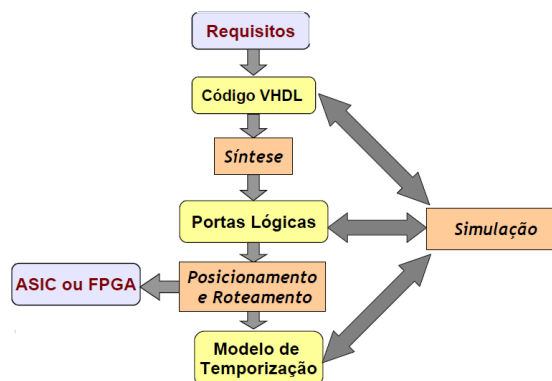 Requisitos
Código VHDL
Síntese
Portas Lógicas
Simulação
ASIC ou FPGA
Posicionamento
e Roteamento
Modelo de
Temporização